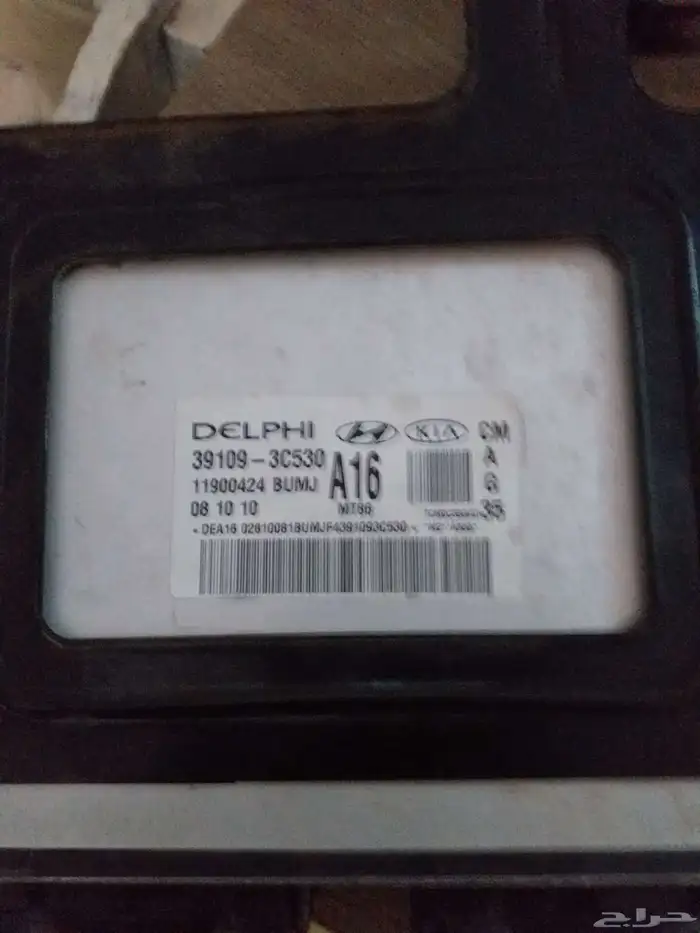 DELPHI KIA CM
39109-3C530 A16 A
11900424 BUMJ G
08 10 10 MT86 35
حراج